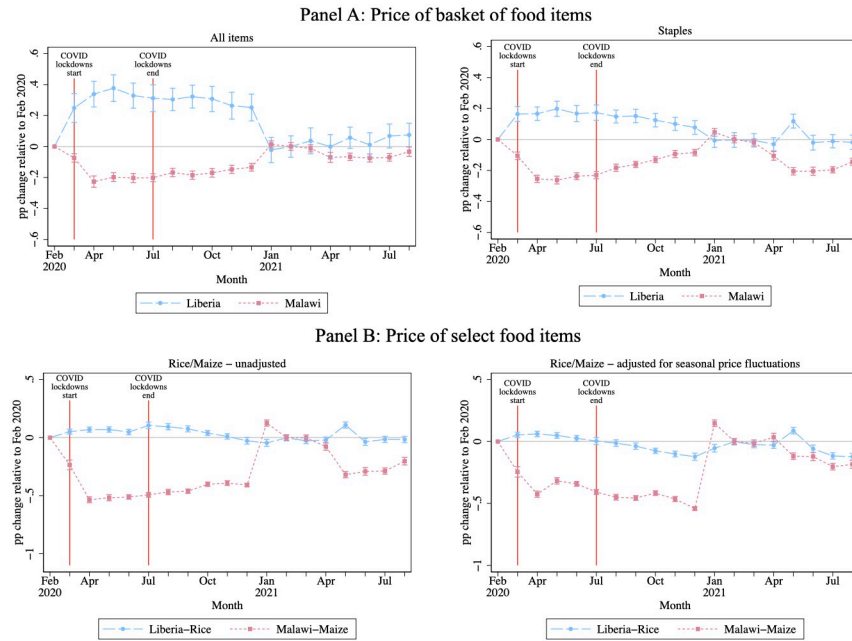 Panel A: Price of basket of food items
All items
COVID
lockdowns
start
COVID
lockdowns
end
pp change relative to Feb 2020
.6
.4
.2
0
-.2
-.4
-.6
Feb
2020
Apr
Jul
Oct
Jan
2021
Apr
Jul
Month
Liberia
Malawi
Staples
COVID
lockdowns
start
COVID
lockdowns
end
pp change relative to Feb 2020
.6
.4
.2
0
-.2
-.4
-.6
Feb
2020
Apr
Jul
Oct
Jan
2021
Apr
Jul
Month
Liberia
Malawi
Panel B: Price of select food items
Rice/Maize – unadjusted
COVID
lockdowns
start
COVID
lockdowns
end
pp change relative to Feb 2020
.5
0
-.5
-1
Feb
2020
Apr
Jul
Oct
Jan
2021
Apr
Jul
Month
Liberia–Rice
Malawi–Maize
Rice/Maize – adjusted for seasonal price fluctuations
COVID
lockdowns
start
COVID
lockdowns
end
pp change relative to Feb 2020
.5
0
-.5
-1
Feb
2020
Apr
Jul
Oct
Jan
2021
Apr
Jul
Month
Liberia–Rice
Malawi–Maize